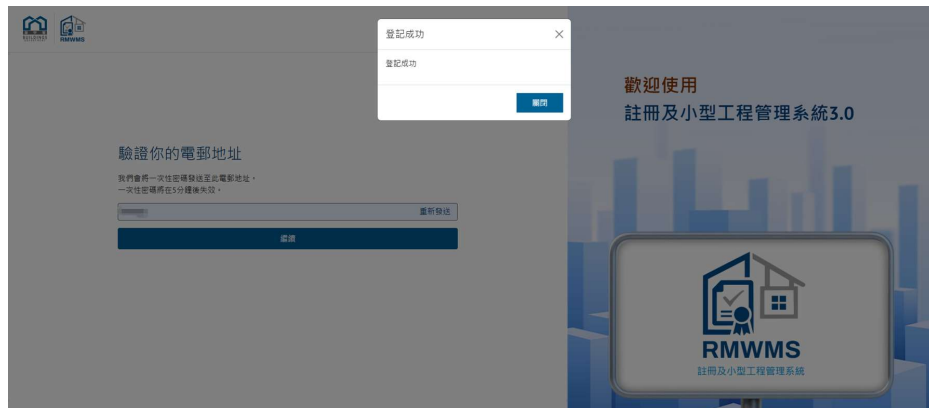 BUILDINGS
RMWMS
登記成功
登記成功
關閉
驗證你的電郵地址
我們會將一次性密碼發送至此電郵地址。
一次性密碼將在5分鐘後失效。
重新發送
繼續
歡迎使用
註冊及小型工程管理系統3.0
RMWMS
註冊及小型工程管理系統